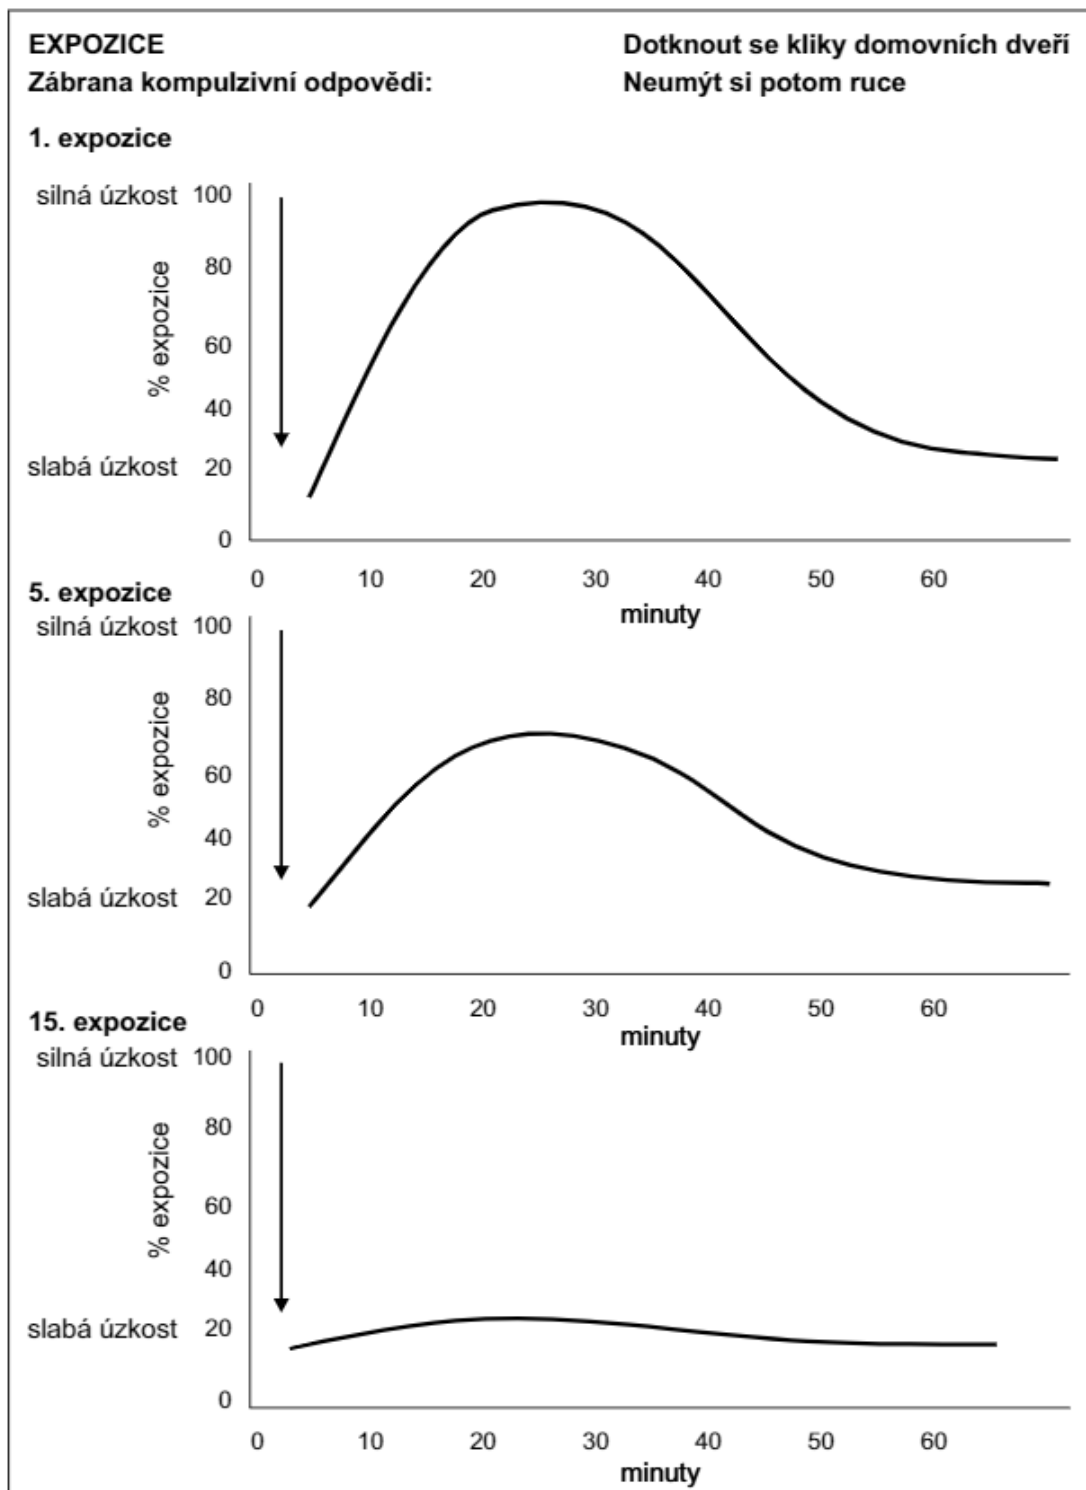 EXPOZICE Dotknout se kliky domovních dveří
Zábrana kompulzivní odpovědi: Neumýt si potom ruce
1. expozice
silná úzkost 100
80
% expozice
60
40
slabá úzkost 20
0
0 10 20 30 40 50 60
minuty
5. expozice
silná úzkost 100
80
% expozice
60
40
slabá úzkost 20
0
0 10 20 30 40 50 60
minuty
15. expozice
silná úzkost 100
80
% expozice
60
40
slabá úzkost 20
0
0 10 20 30 40 50 60
minuty